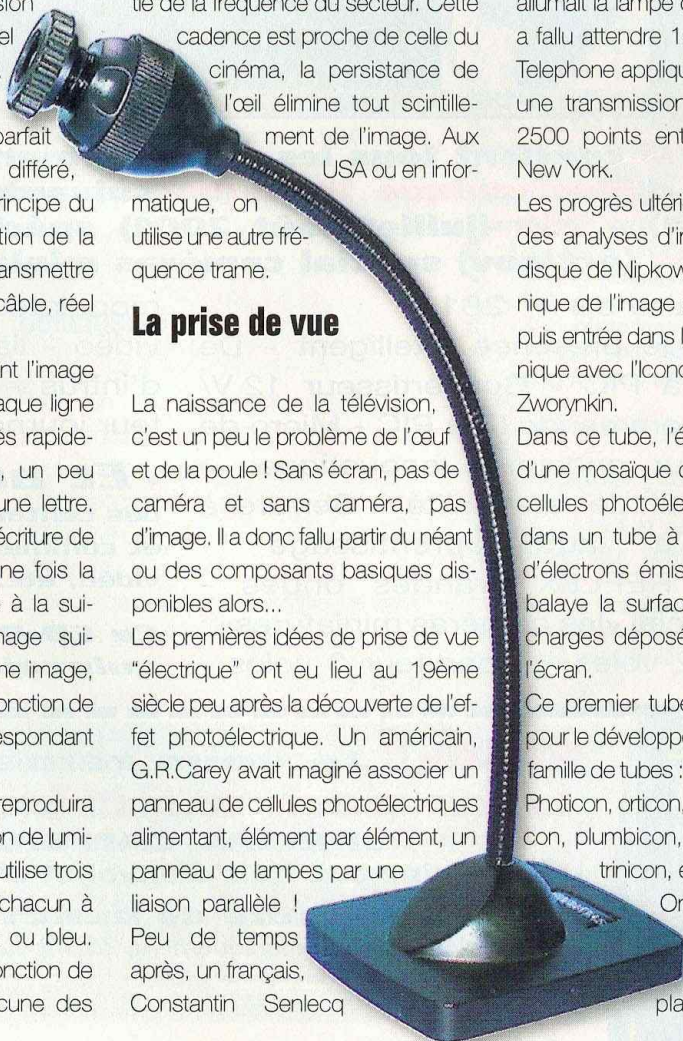 sion
el
parfait
différé,
rincipe du
tion de la
ansmettre
câble, réel
nt l'image
aque ligne
ès rapide-
, un peu
une lettre.
écriture de
ne fois la
à la sui-
mage sui-
ne image,
onction de
espondant
reproduira
on de lumi-
utilise trois
chacun à
ou bleu.
onction de
cune des
tie de la fréquence du secteur. Cette
cadence est proche de celle du
cinéma, la persistance de
l'œil élimine tout scintille-
ment de l'image. Aux
USA ou en infor-
matique, on
utilise une autre fré-
quence trame.
La prise de vue
La naissance de la télévision,
c'est un peu le problème de l'œuf
et de la poule ! Sans écran, pas de
caméra et sans caméra, pas
d'image. Il a donc fallu partir du néant
ou des composants basiques dis-
ponibles alors...
Les premières idées de prise de vue
"électrique" ont eu lieu au 19ème
siècle peu après la découverte de l'ef-
fet photoélectrique. Un américain,
G.R.Carey avait imaginé associer un
panneau de cellules photoélectriques
alimentant, élément par élément, un
panneau de lampes par une
liaison parallèle !
Peu de temps
après, un français,
Constantin Senlecq
allumait la lampe
a fallu attendre 1
Telephone appliqu
une transmission
2500 points ent
New York.
Les progrès ultéri
des analyses d'i
disque de Nipkow
nique de l'image
puis entrée dans l
nique avec l'Icono
Zworynkin.
Dans ce tube, l'é
d'une mosaïque
cellules photoéle
dans un tube à
d'électrons émis
balaye la surfac
charges déposé
l'écran.
Ce premier tube
pour le développe
famille de tubes :
Photicon, orticon,
con, plumbicon,
trinicon, e
On
pla